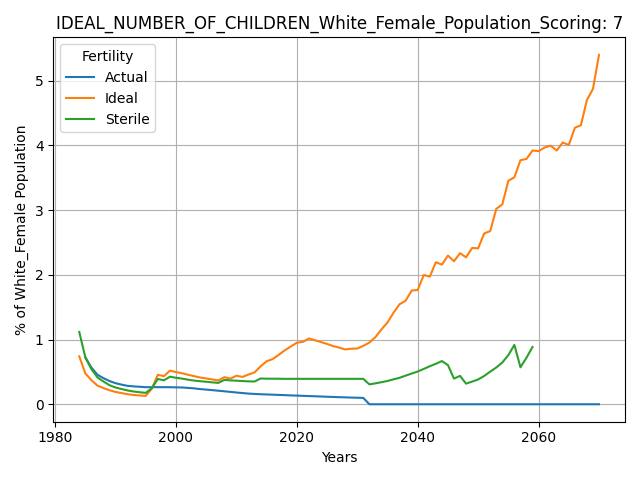 IDEAL_NUMBER_OF_CHILDREN_White_Female_Population_Scoring: 7
Fertility
Actual
Ideal
Sterile
% of White_Female Population
5
4
3
2
1
0
1980
2000
2020
2040
2060
Years